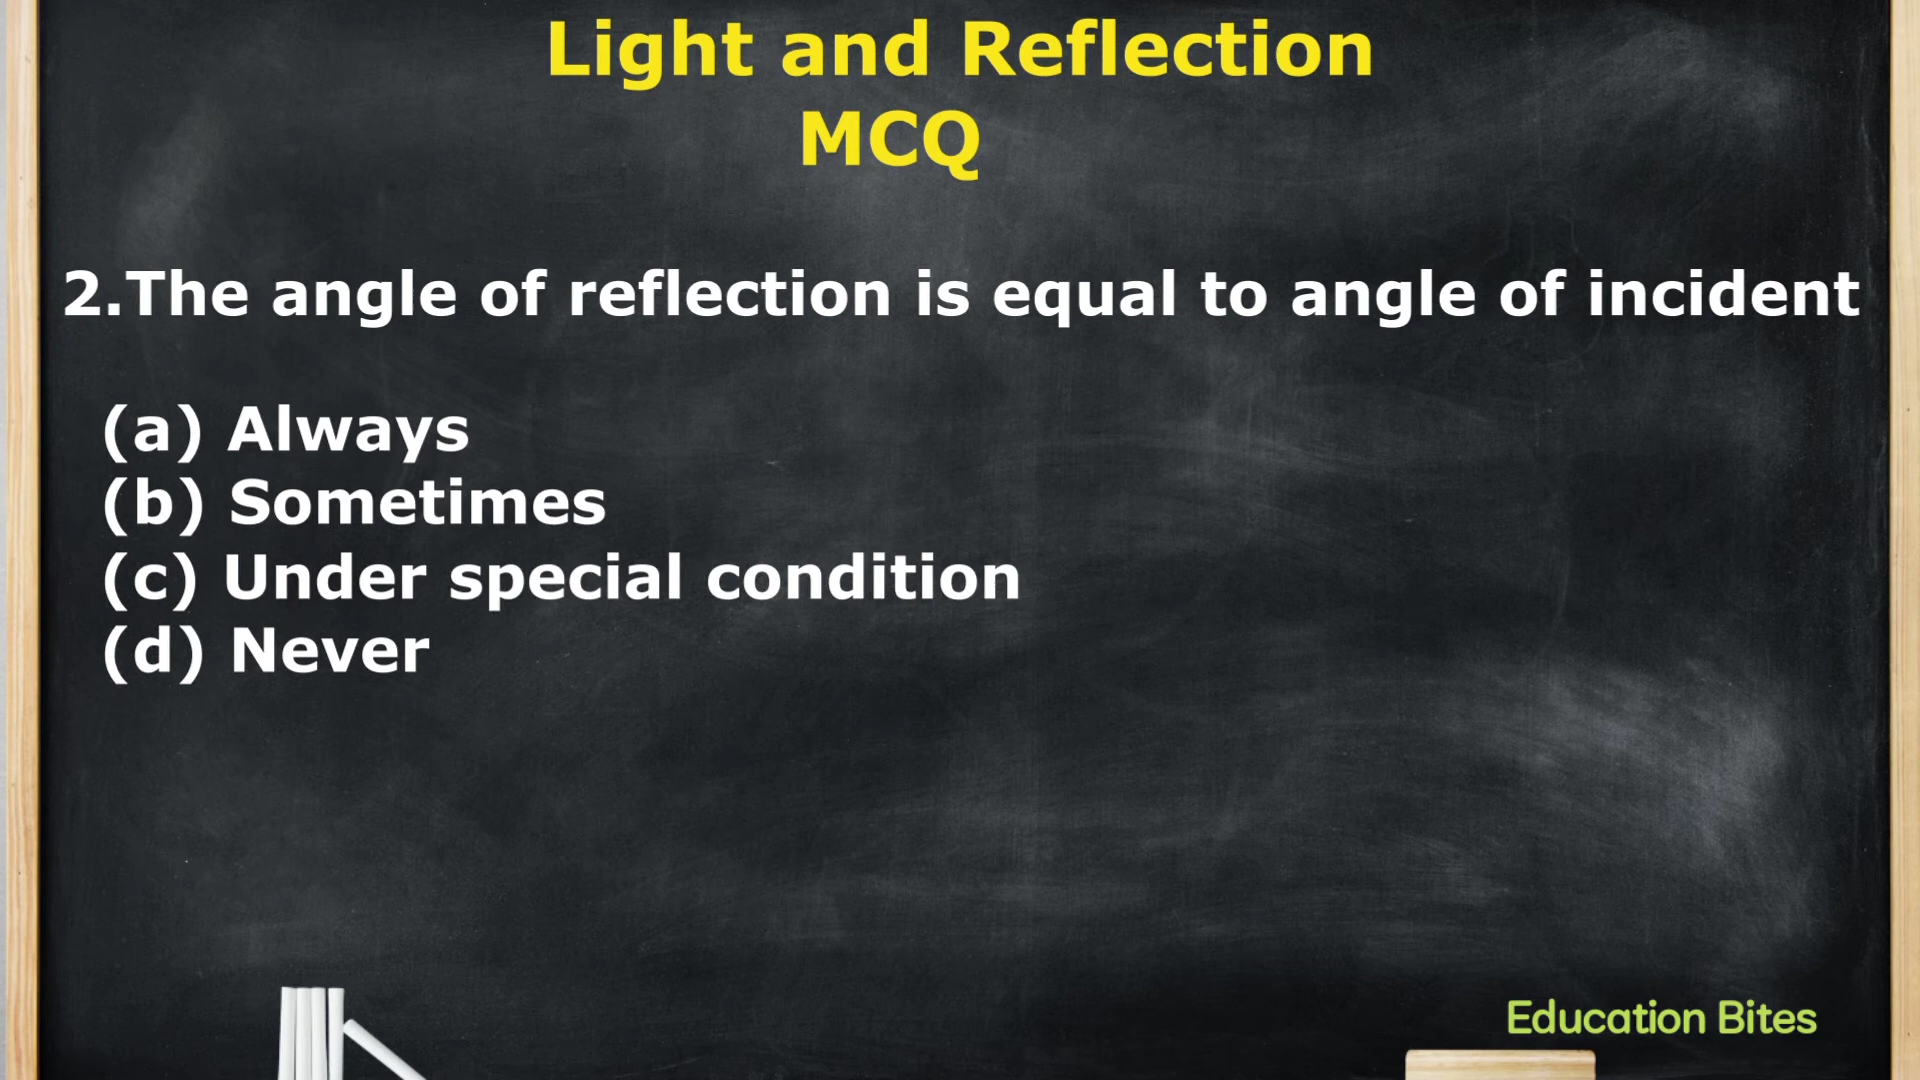 Light and Reflection
MCQ
2.The angle of reflection is equal to angle of incident
(a) Always
(b) Sometimes
(c) Under special condition
(d) Never
Education Bites